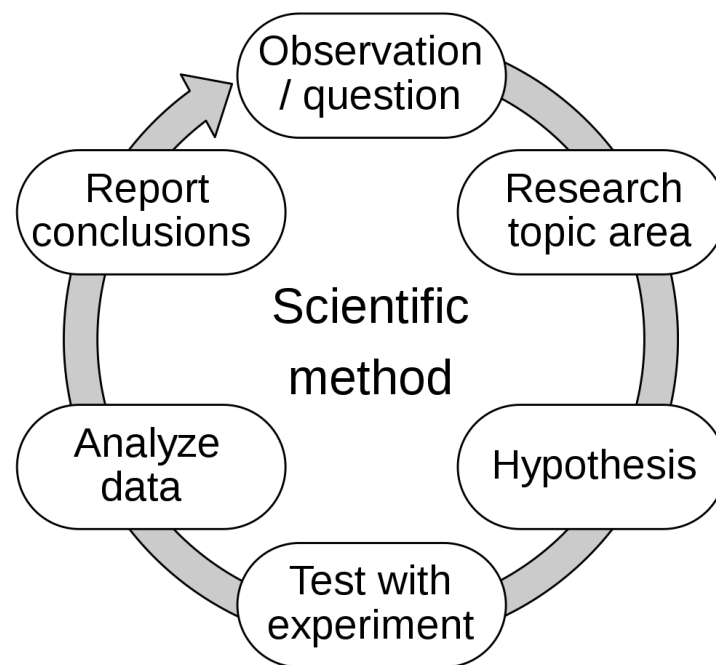 Observation
/ question
Research
topic area
Hypothesis
Test with
experiment
Analyze
data
Report
conclusions
Scientific
method